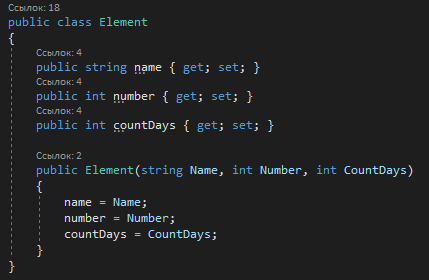 Ссылок: 18
public class Element
{
Ссылок: 4
public string name { get; set; }
Ссылок: 4
public int number { get; set; }
Ссылок: 4
public int countDays { get; set; }
Ссылок: 2
public Element(string Name, int Number, int CountDays)
{
name = Name;
number = Number;
countDays = CountDays;
}
}